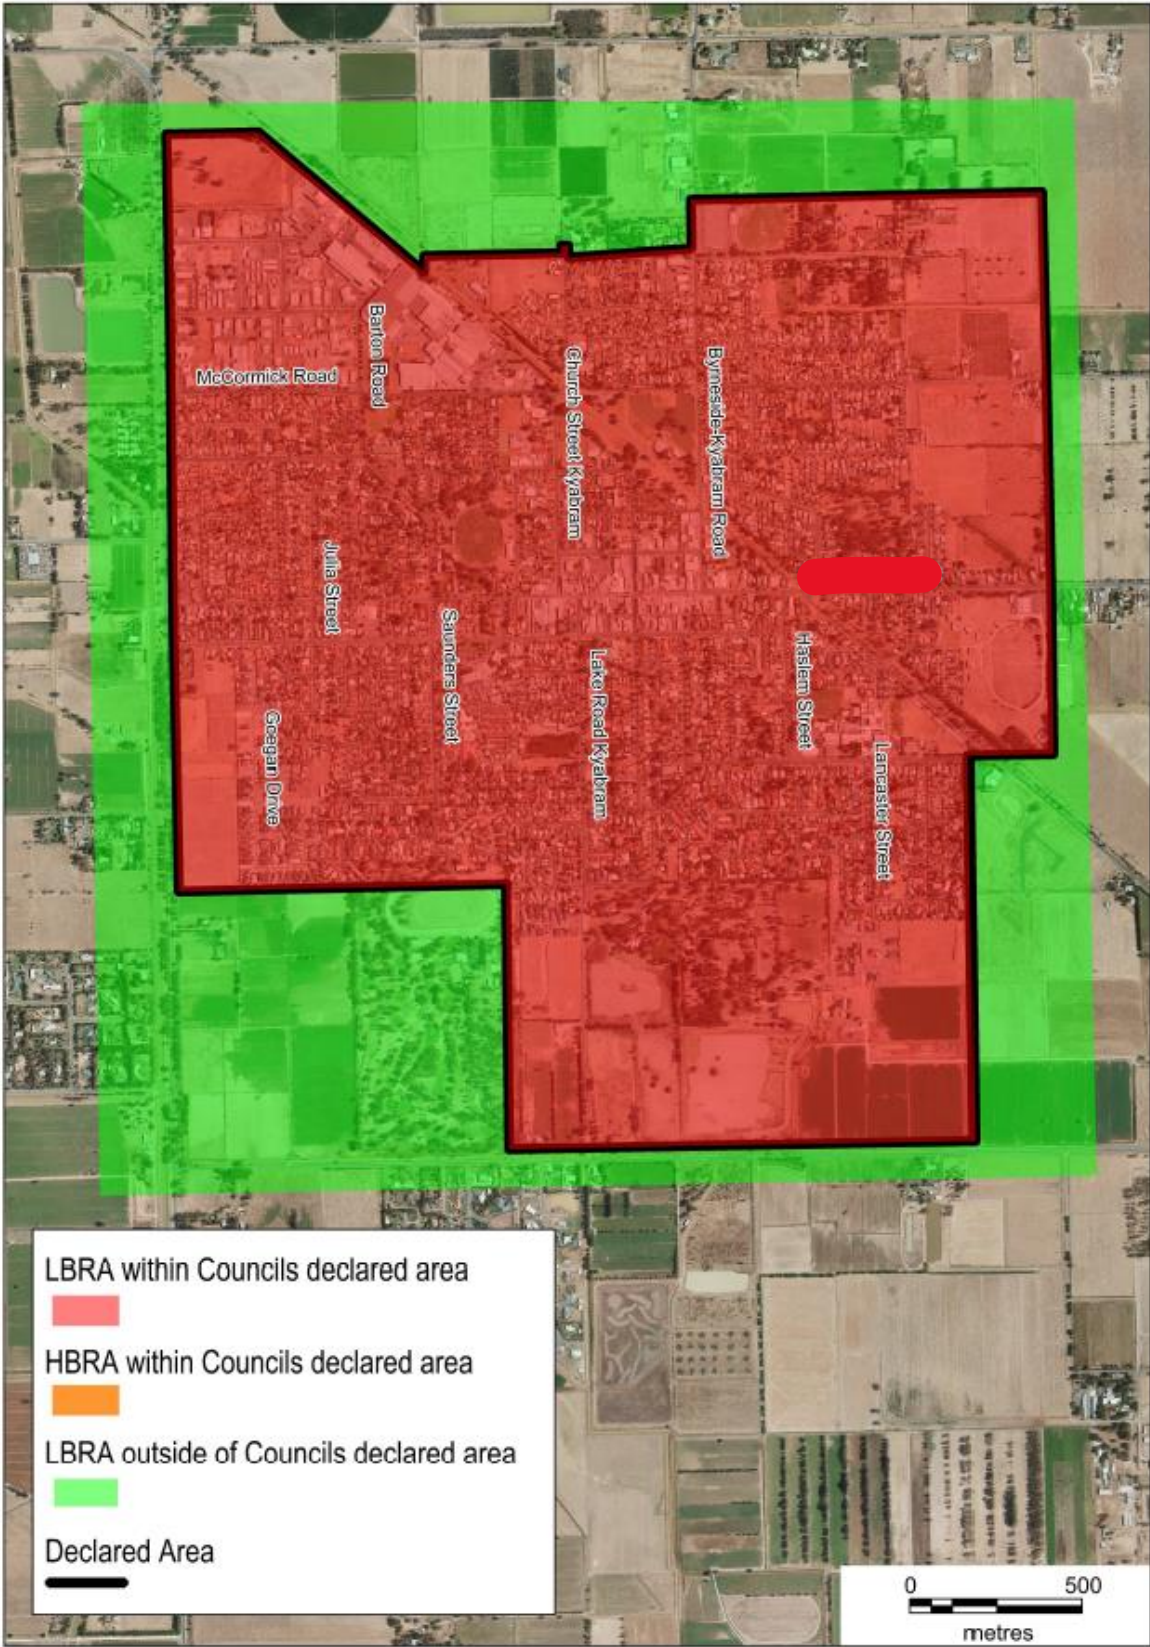 McCormick Road
Barton Road
Church Street Kyabram
Byrneside-Kyabram Road
Julia Street
Saunders Street
Lake Road Kyabram
Haslem Street
Goegan Drive
Lancaster Street
LBRA within Councils declared area
HBRA within Councils declared area
LBRA outside of Councils declared area
Declared Area
0 500
metres